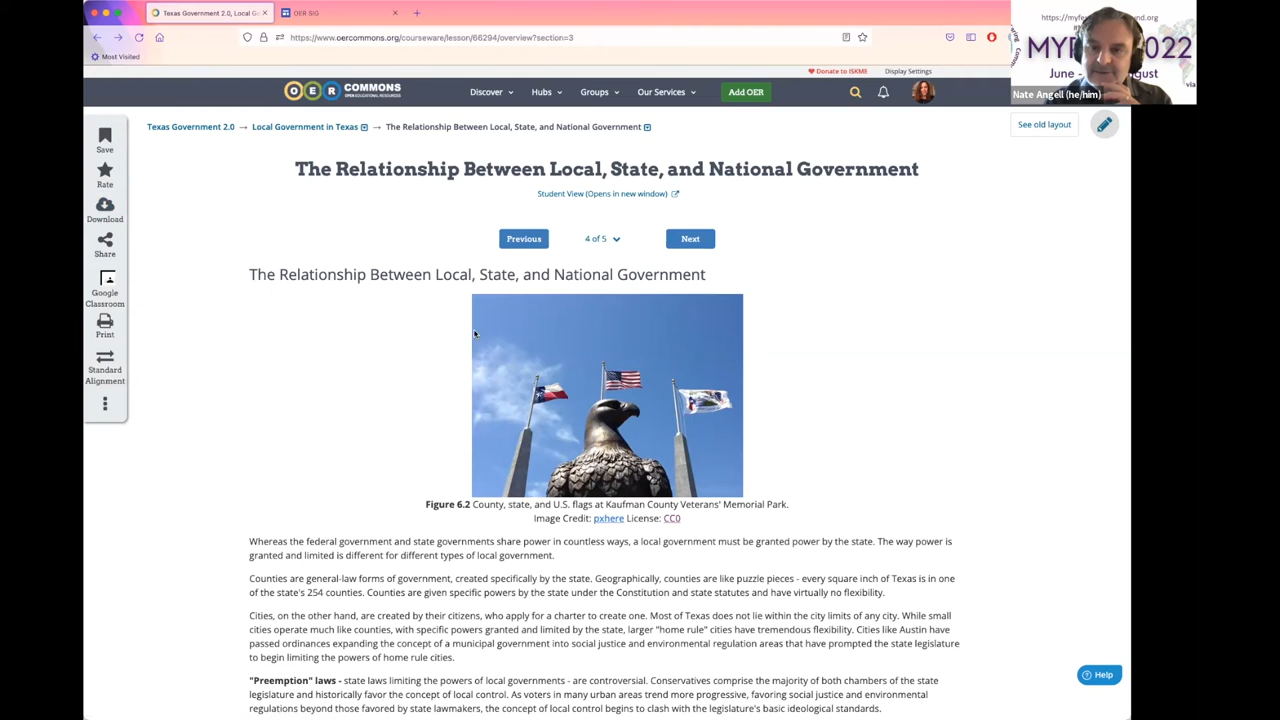 Texas Government 2.0, Local G
OER SIG
https://www.oercommons.org/courseware/lesson/66294/overview?section=3
Most Visited
https://myfe
nd.org
MYF
022
June -
gust
via
Nate Angell (he/him)
Donate to ISKME
Display Settings
OER COMMONS
OPEN EDUCATIONAL RESOURCES
Discover
Hubs
Groups
Our Services
Add OER
Texas Government 2.0 → Local Government in Texas → The Relationship Between Local, State, and National Government
See old layout
Save
Rate
Download
Share
Google
Classroom
Print
Standard
Alignment
The Relationship Between Local, State, and National Government
Student View (Opens in new window)
Previous
4 of 5
Next
The Relationship Between Local, State, and National Government
Figure 6.2 County, state, and U.S. flags at Kaufman County Veterans' Memorial Park.
Image Credit: pxhere License: CC0
Whereas the federal government and state governments share power in countless ways, a local government must be granted power by the state. The way power is
granted and limited is different for different types of local government.
Counties are general-law forms of government, created specifically by the state. Geographically, counties are like puzzle pieces - every square inch of Texas is in one
of the state's 254 counties. Counties are given specific powers by the state under the Constitution and state statutes and have virtually no flexibility.
Cities, on the other hand, are created by their citizens, who apply for a charter to create one. Most of Texas does not lie within the city limits of any city. While small
cities operate much like counties, with specific powers granted and limited by the state, larger "home rule" cities have tremendous flexibility. Cities like Austin have
passed ordinances expanding the concept of a municipal government into social justice and environmental regulation areas that have prompted the state legislature
to begin limiting the powers of home rule cities.
"Preemption" laws - state laws limiting the powers of local governments - are controversial. Conservatives comprise the majority of both chambers of the state
legislature and historically favor the concept of local control. As voters in many urban areas trend more progressive, favoring social justice and environmental
regulations beyond those favored by state lawmakers, the concept of local control begins to clash with the legislature's basic ideological standards.
Help